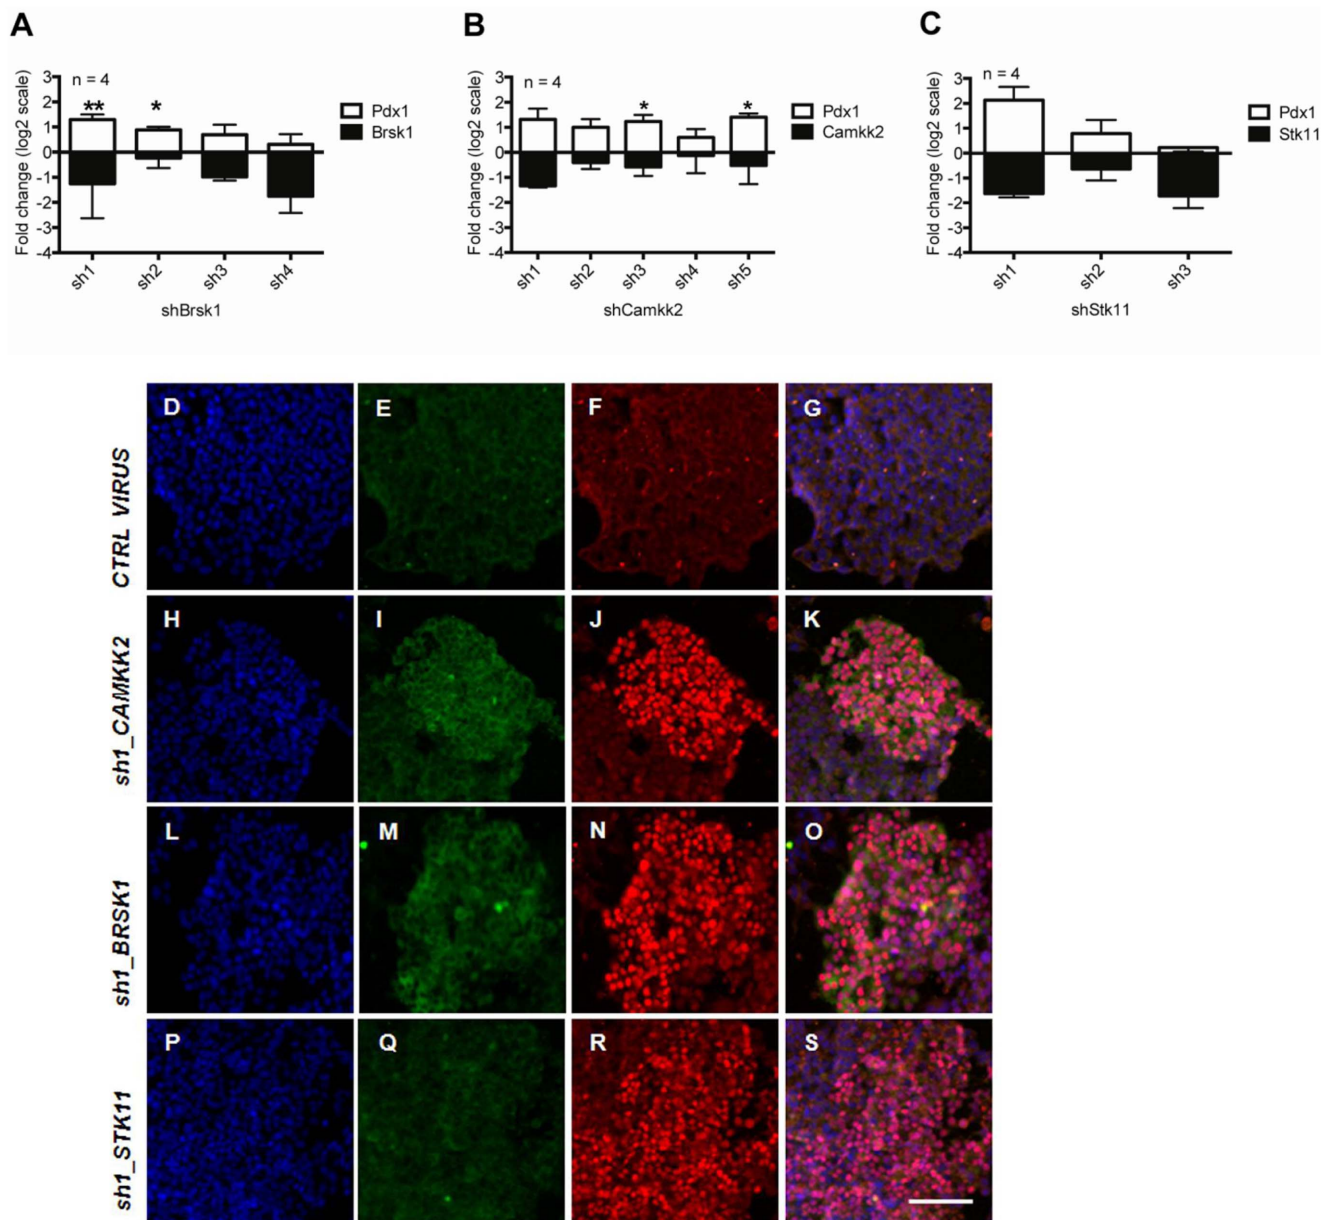 A
B
C
n = 4
n = 4
n = 4
Fold change (log2 scale)
3
2
1
0
-1
-2
-3
-4
**
*
Pdx1
Brsk1
sh1
sh2
sh3
sh4
shBrsk1
Fold change (log2 scale)
3
2
1
0
-1
-2
-3
-4
*
*
Pdx1
Camkk2
sh1
sh2
sh3
sh4
sh5
shCamkk2
Fold change (log2 scale)
3
2
1
0
-1
-2
-3
-4
Pdx1
Stk11
sh1
sh2
sh3
shStk11
CTRL VIRUS
D
E
F
G
sh1_CAMKK2
H
I
J
K
sh1_BRSK1
L
M
N
O
sh1_STK11
P
Q
R
S